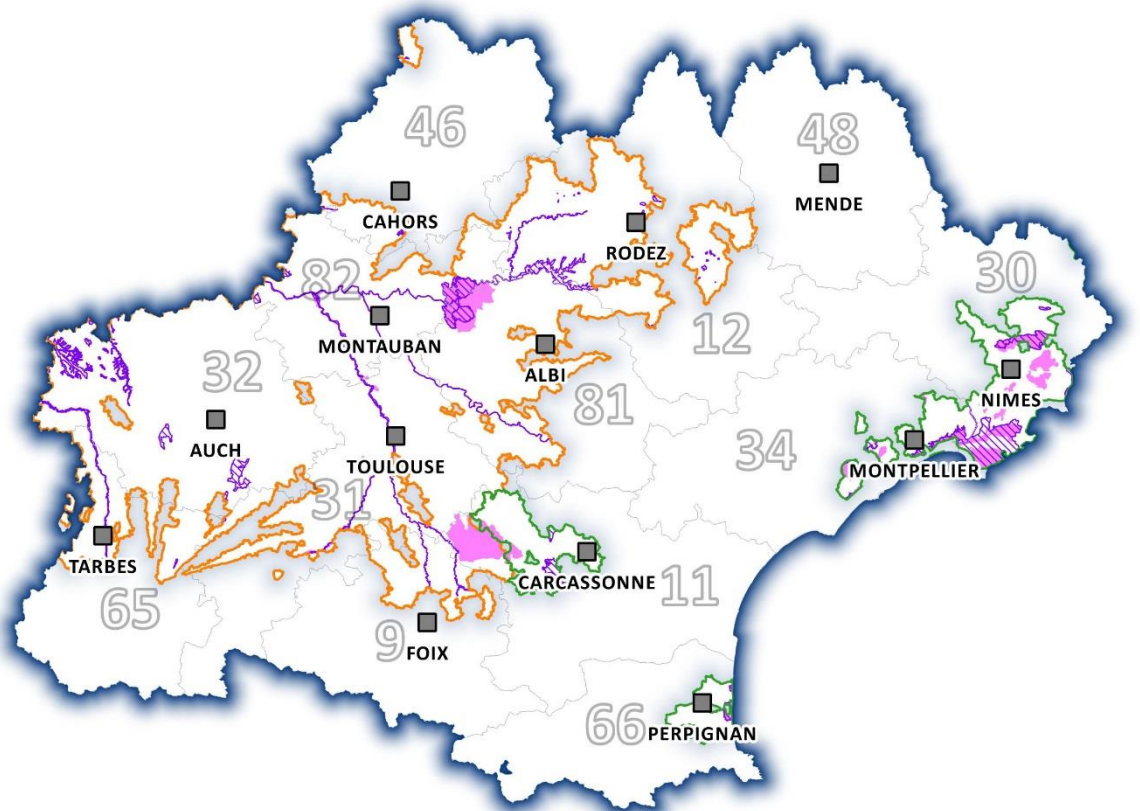 46
48
MENDE
CAHORS
RODEZ
30
82
12
MONTAUBAN
ALBI
32
NIMES
81
AUCH
34
TOULOUSE
MONTPELLIER
31
TARBES
CARCASSONNE
11
65
9
FOIX
66
PERPIGNAN